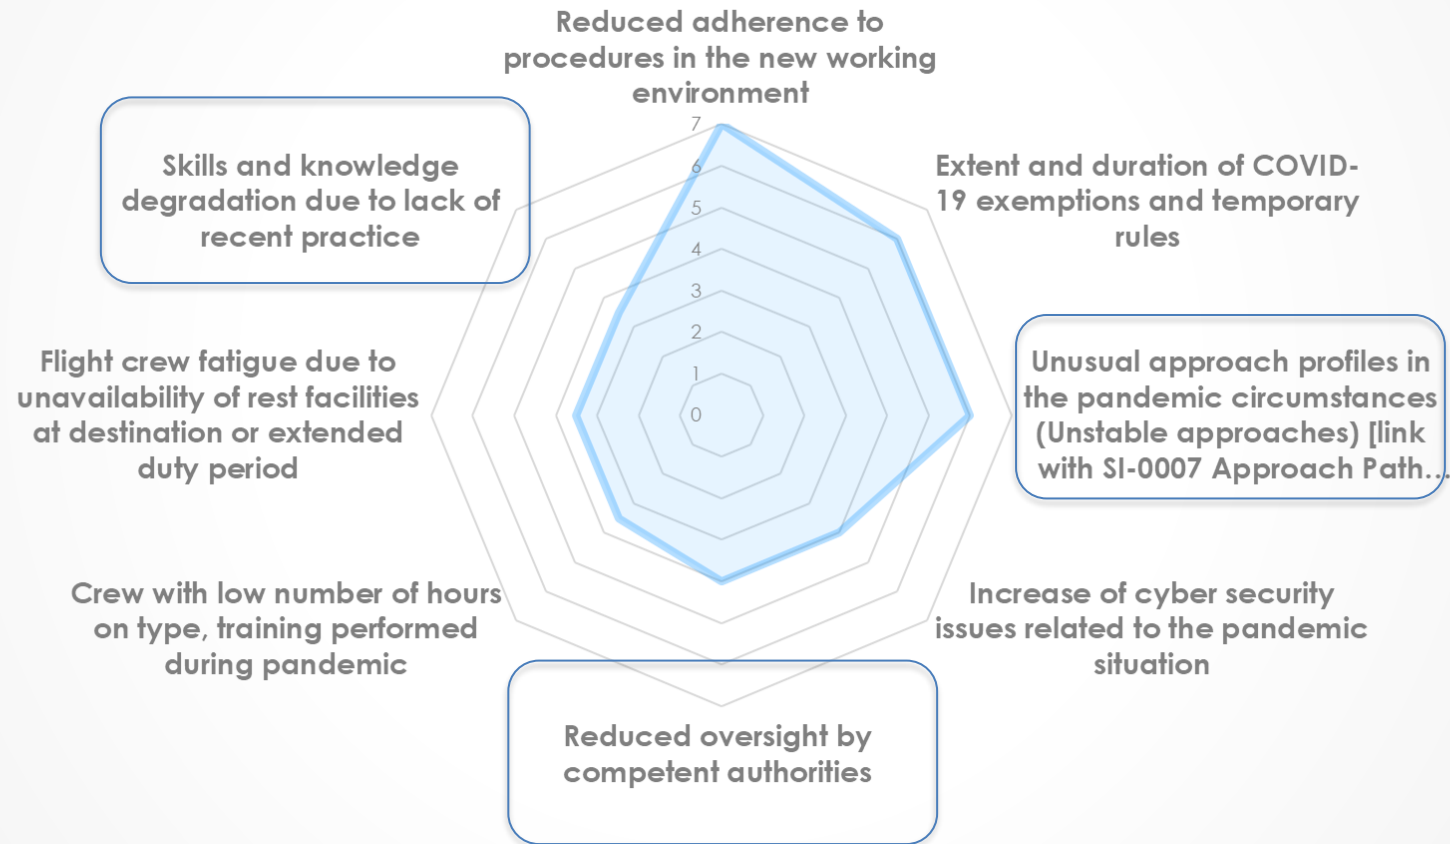 Reduced adherence to
procedures in the new working
environment
Skills and knowledge
degradation due to lack of
recent practice
Extent and duration of COVID-
19 exemptions and temporary
rules
7
6
5
4
3
2
1
0
Flight crew fatigue due to
unavailability of rest facilities
at destination or extended
duty period
Unusual approach profiles in
the pandemic circumstances
(Unstable approaches) [link
with SI-0007 Approach Path…
Crew with low number of hours
on type, training performed
during pandemic
Increase of cyber security
issues related to the pandemic
situation
Reduced oversight by
competent authorities